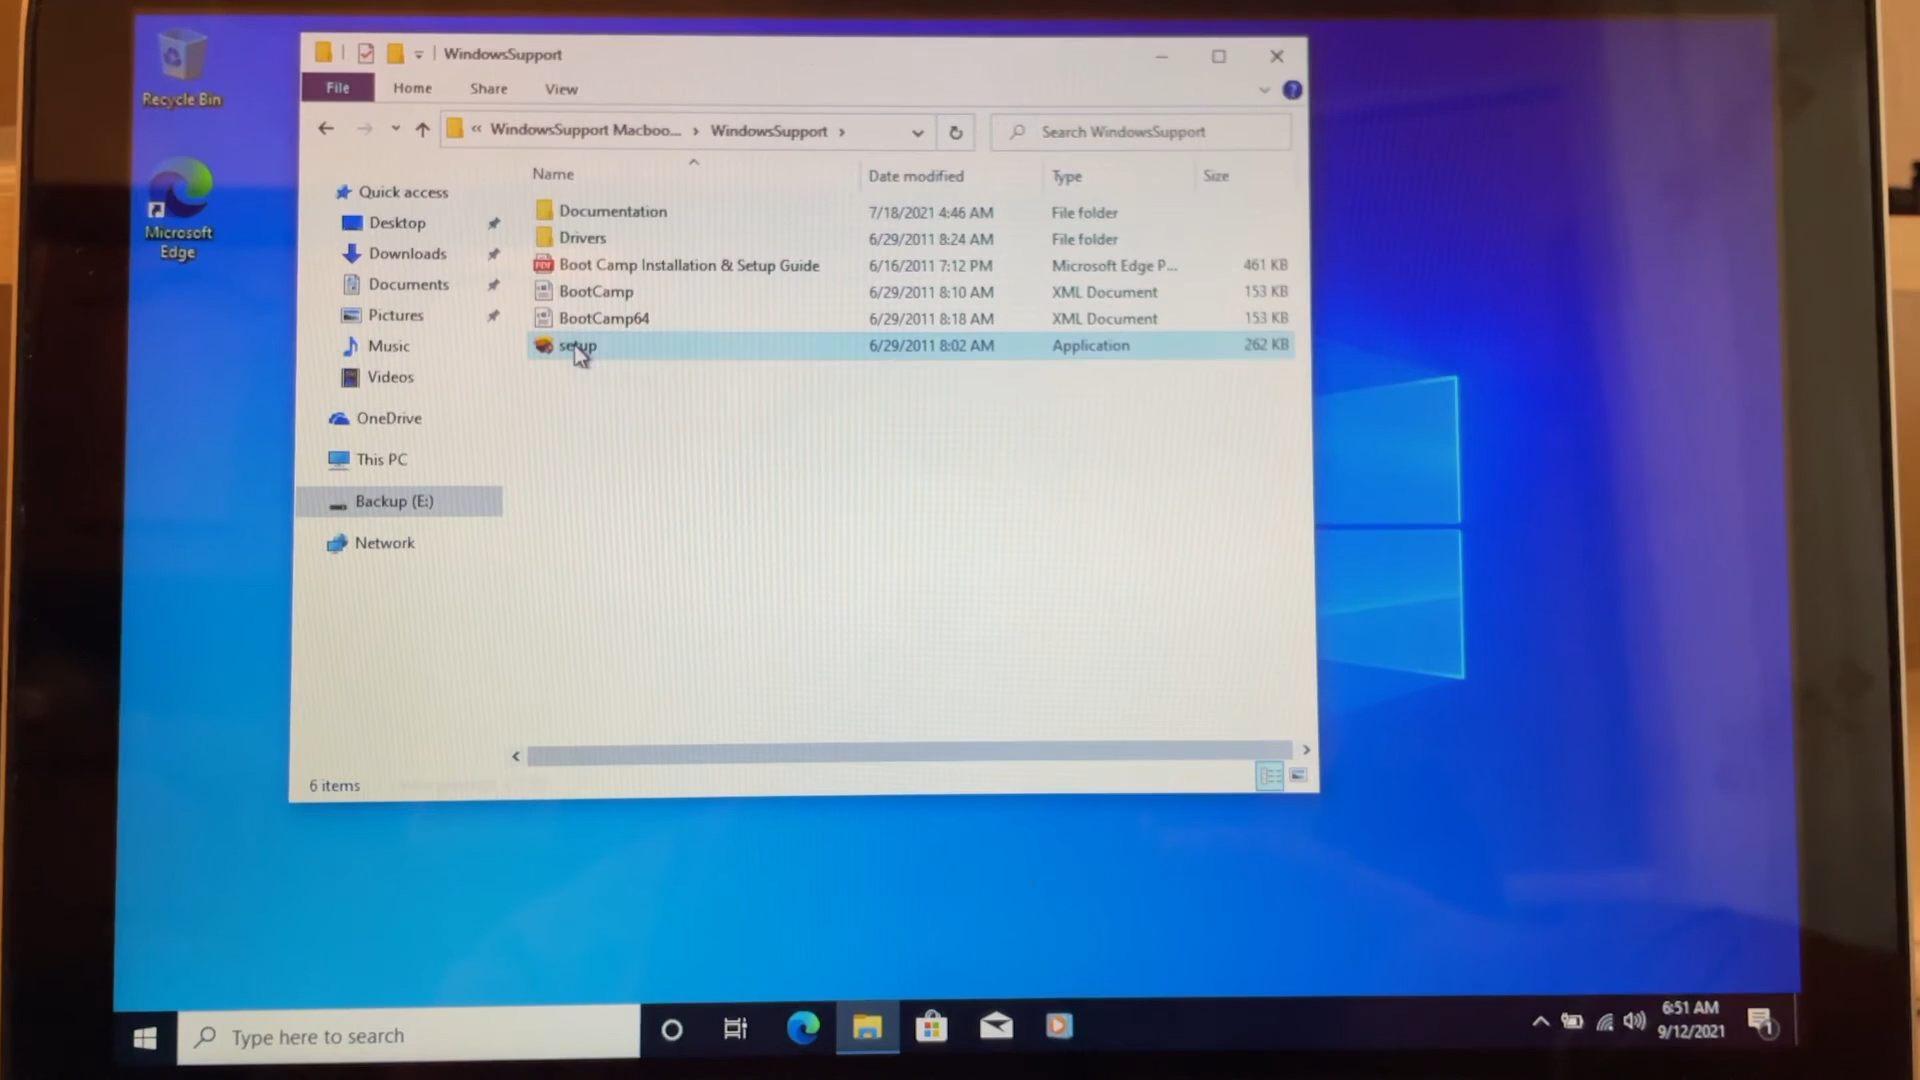 Recycle Bin
Microsoft
Edge
WindowsSupport
File
Home
Share
View
« WindowsSupport Macboo... › WindowsSupport ›
Search WindowsSupport
Name
Date modified
Type
Size
Quick access
Desktop
Downloads
Documents
Pictures
Music
Videos
OneDrive
This PC
Backup (E:)
Network
Documentation 7/18/2021 4:46 AM File folder
Drivers 6/29/2011 8:24 AM File folder
Boot Camp Installation & Setup Guide 6/16/2011 7:12 PM Microsoft Edge P... 461 KB
BootCamp 6/29/2011 8:10 AM XML Document 153 KB
BootCamp64 6/29/2011 8:18 AM XML Document 153 KB
setup 6/29/2011 8:02 AM Application 262 KB
6 items
Type here to search
6:51 AM
9/12/2021
1